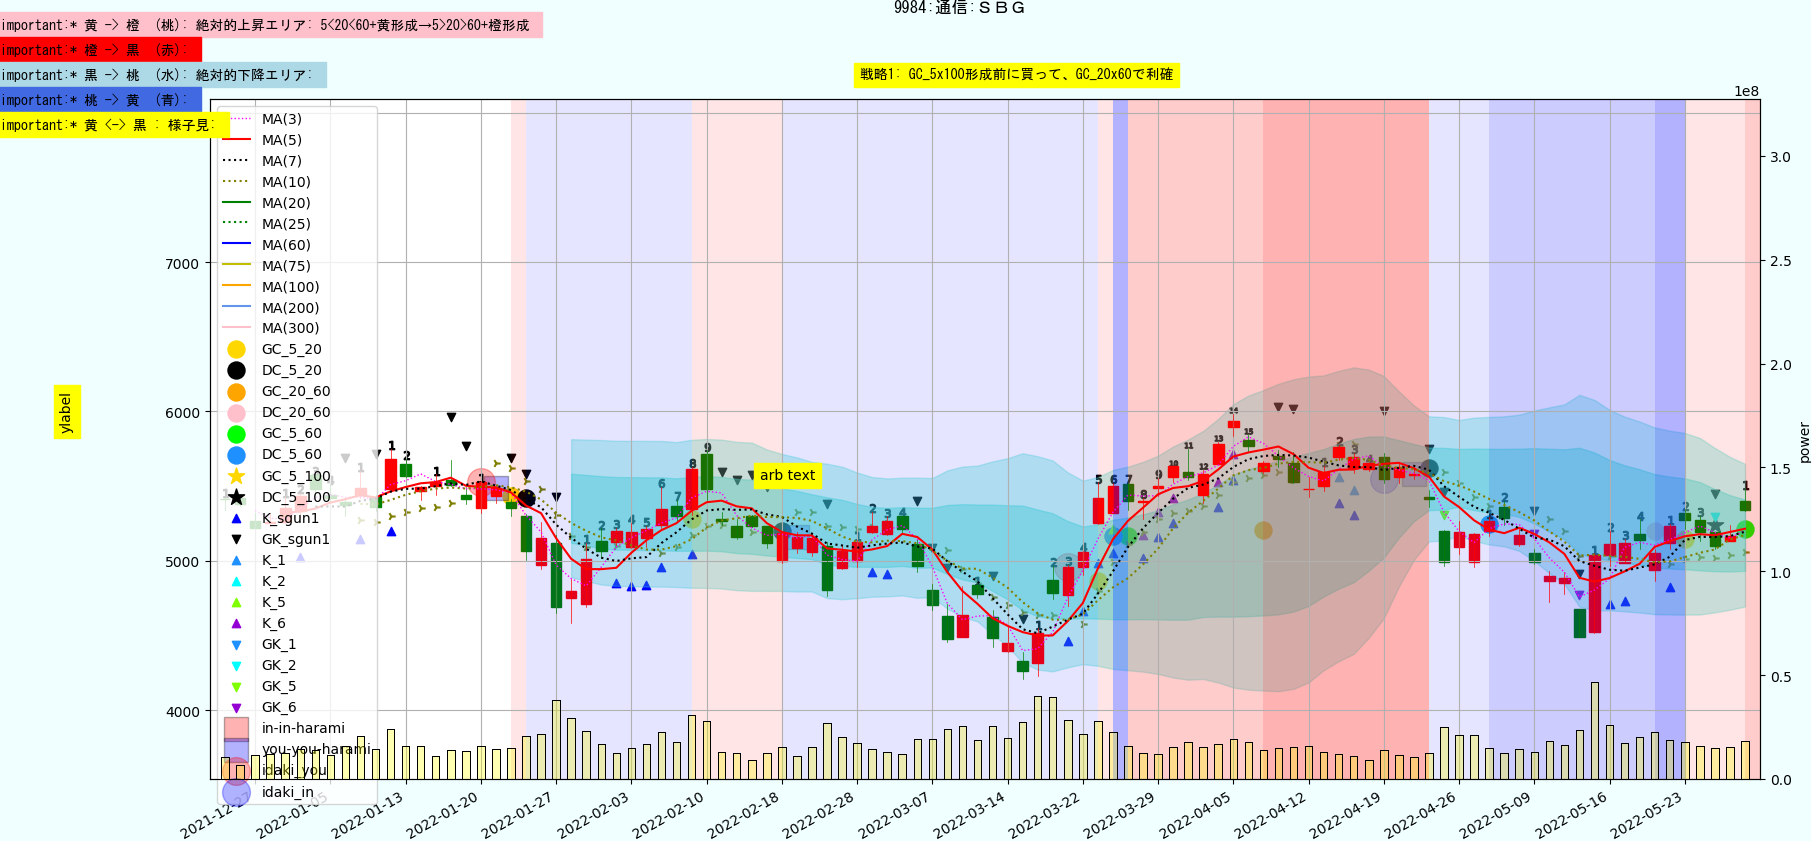 9984:通信:ＳＢＧ
important:* 黄 -> 橙 （桃）: 絶対的上昇エリア: 5<20<60+黄形成→5>20>60+橙形成
important:* 橙 -> 黒 （赤）:
important:* 黒 -> 桃 （水）: 絶対的下降エリア:
戦略1: GC_5x100形成前に買って、GC_20x60で利確
important:* 桃 -> 黄 （青）:
important:* 黄 <-> 黒 : 様子見:
1e8
MA(3)
MA(5)
MA(7)
MA(10)
MA(20)
MA(25)
MA(60)
MA(75)
MA(100)
MA(200)
MA(300)
GC_5_20
DC_5_20
GC_20_60
DC_20_60
GC_5_60
DC_5_60
GC_5_100
DC_5_100
K_sgun1
GK_sgun1
K_1
K_2
K_5
K_6
GK_1
GK_2
GK_5
GK_6
in-in-harami
you-you-harami
idaki_you
idaki_in
7000
6000
5000
4000
ylabel
arb text
3.0
2.5
2.0
1.5
1.0
0.5
0.0
power
2021-12-27
2022-01-05
2022-01-13
2022-01-20
2022-01-27
2022-02-03
2022-02-10
2022-02-18
2022-02-28
2022-03-07
2022-03-14
2022-03-22
2022-03-29
2022-04-05
2022-04-12
2022-04-19
2022-04-26
2022-05-09
2022-05-16
2022-05-23